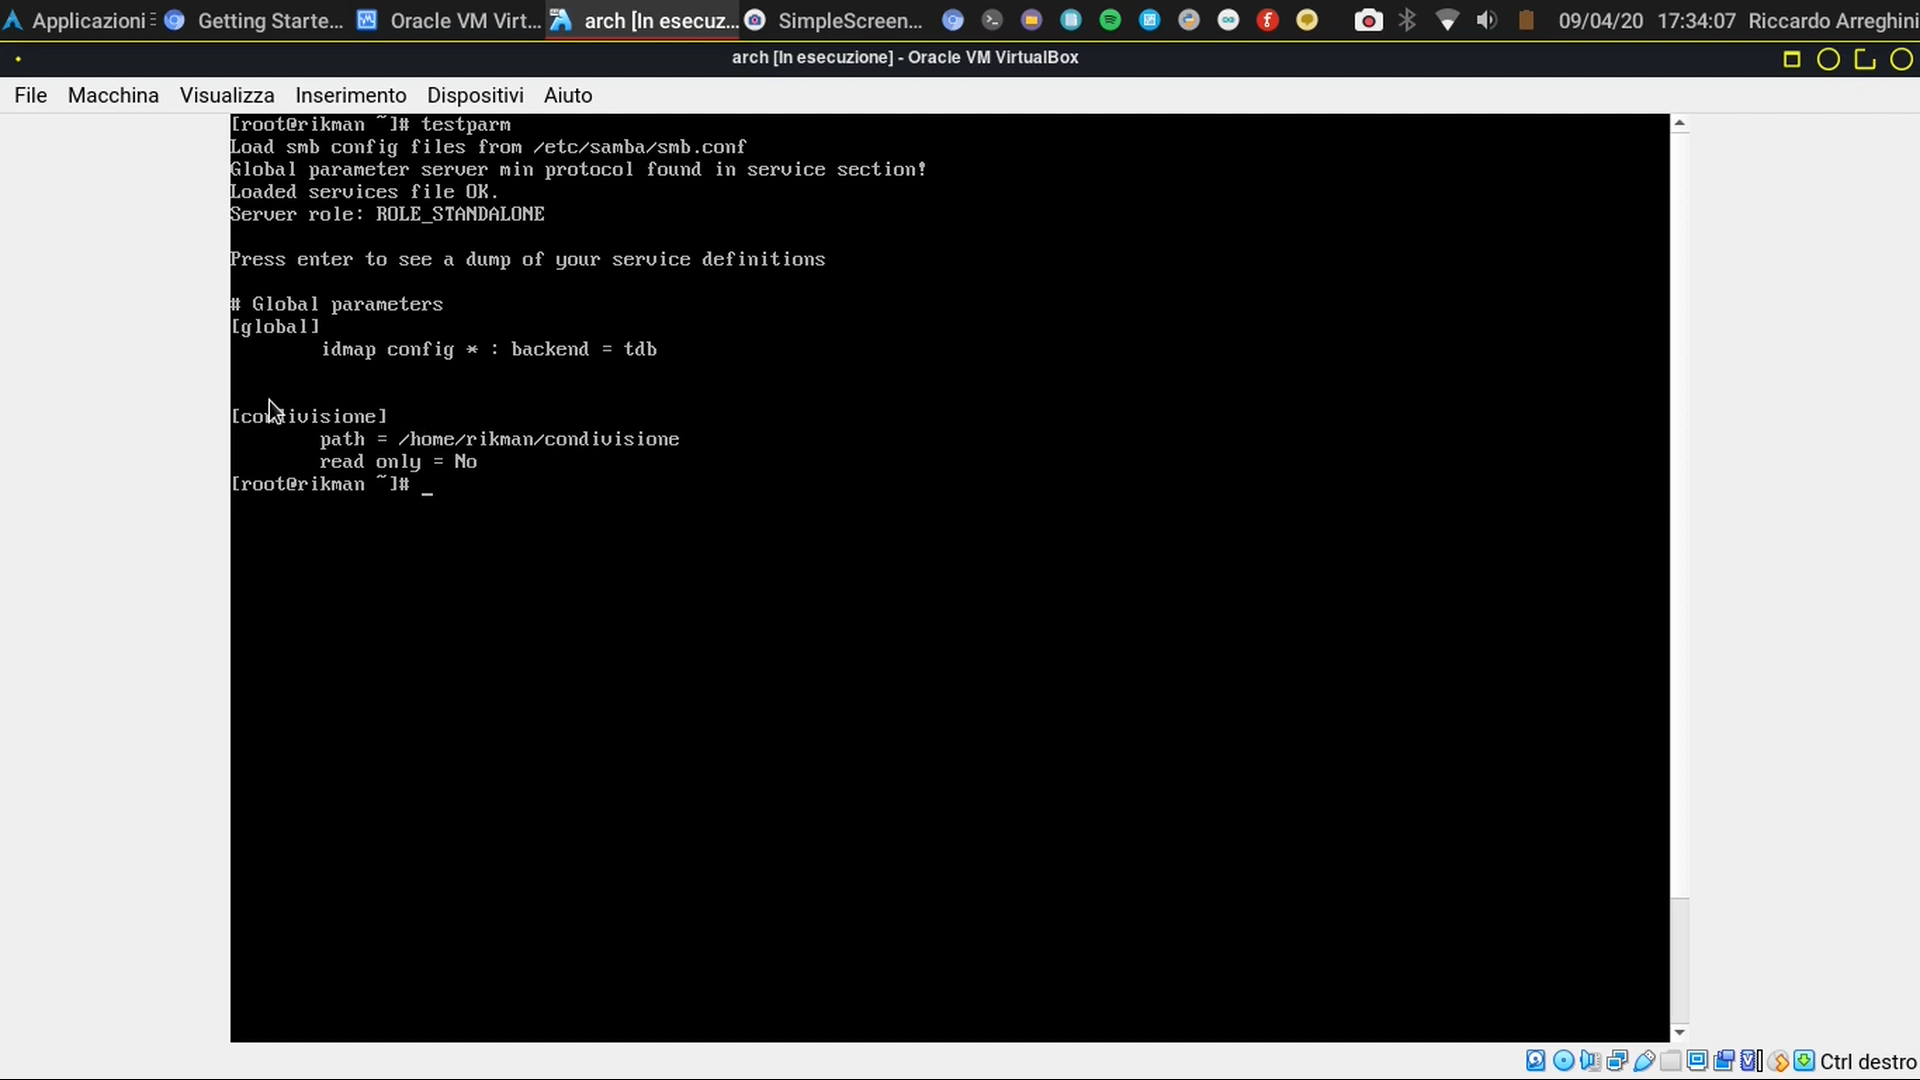 Applicazioni Getting Starte... Oracle VM Virt... arch [In esecuz... SimpleScreen... 09/04/20 17:34:07 Riccardo Arreghini
arch [In esecuzione] - Oracle VM VirtualBox
File Macchina Visualizza Inserimento Dispositivi Aiuto
[root@rikman ~]# testparm
Load smb config files from /etc/samba/smb.conf
Global parameter server min protocol found in service section!
Loaded services file OK.
Server role: ROLE_STANDALONE
Press enter to see a dump of your service definitions
# Global parameters
[global]
idmap config * : backend = tdb
[condivisione]
path = /home/rikman/condivisione
read only = No
[root@rikman ~]# _
Ctrl destro